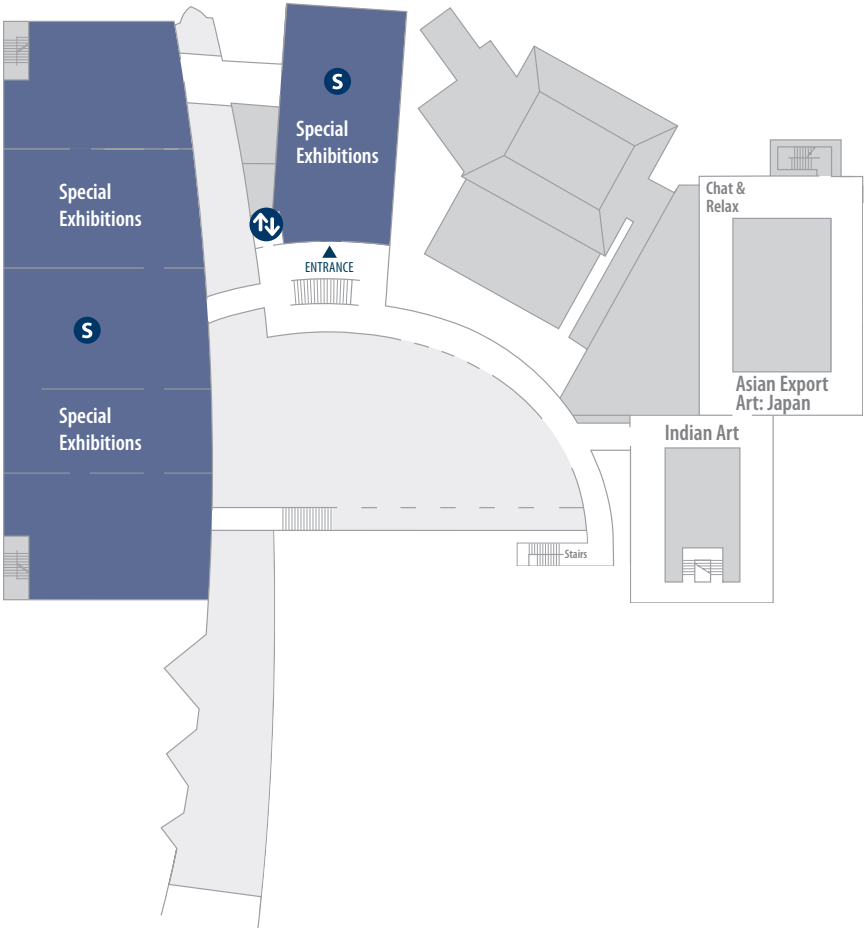 S
Special
Exhibitions
Special
Exhibitions
ENTRANCE
S
Special
Exhibitions
Chat &
Relax
Asian Export
Art: Japan
Indian Art
Stairs